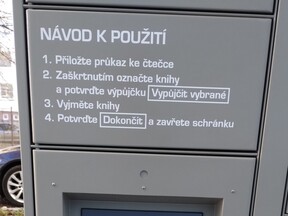 NÁVOD K POUŽITÍ
1. Přiložte průkaz ke čtečce
2. Zaškrtnutím označte knihy
a potvrďte výpůjčku Vypůjčit vybrané
3. Vyjměte knihy
4. Potvrďte Dokončit a zavřete schránku